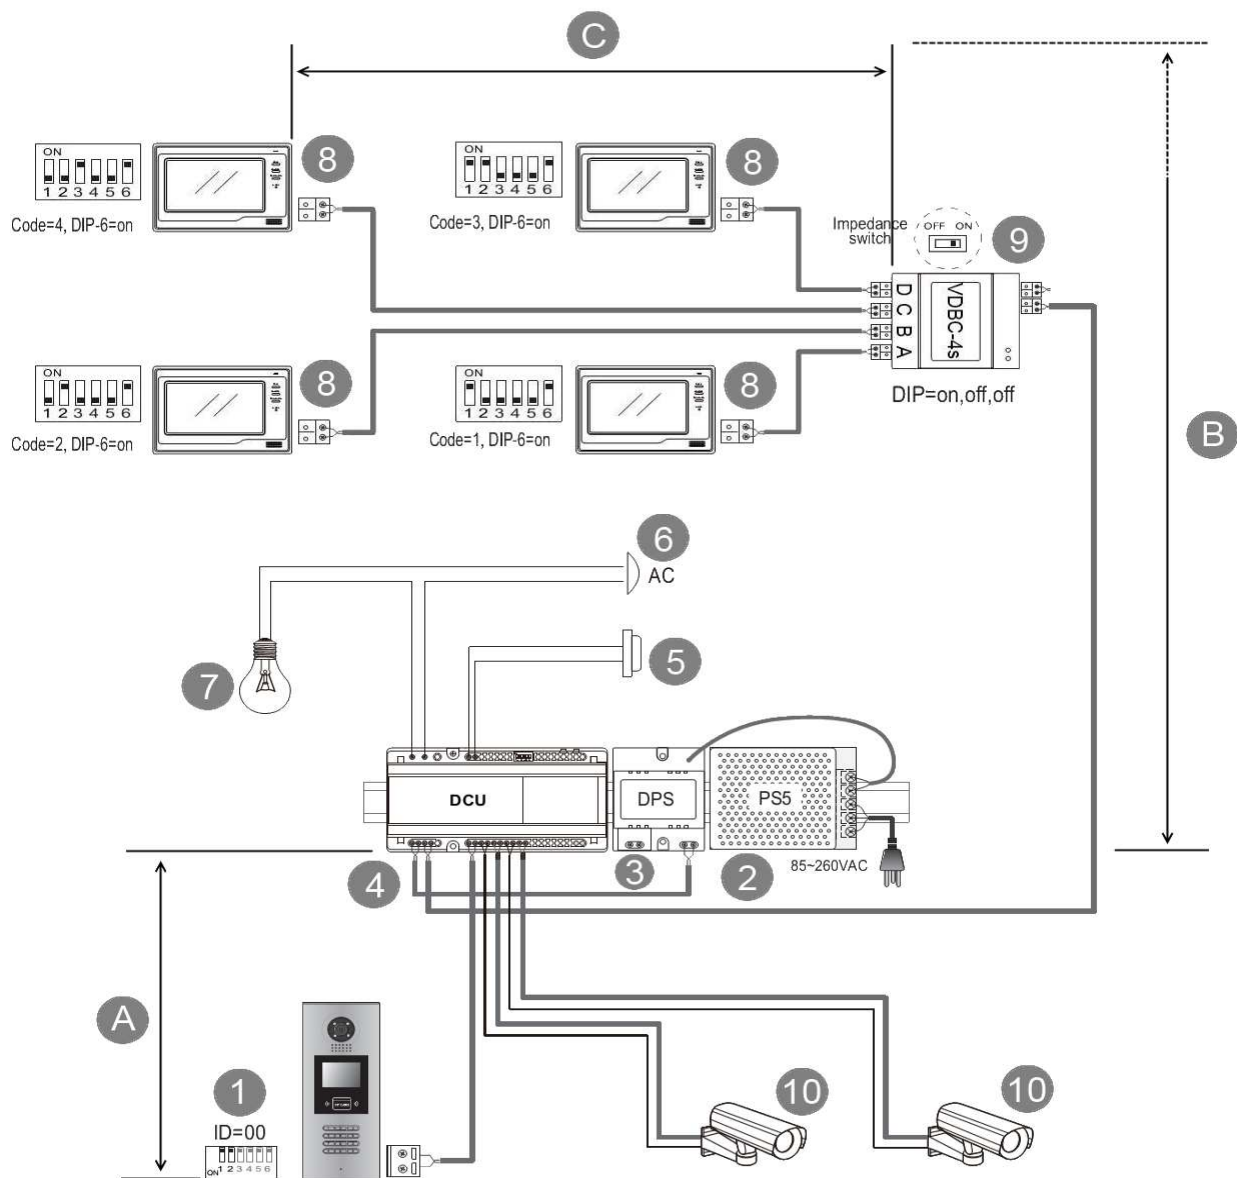 C
ON
1 2 3 4 5 6
8
Code=4, DIP-6=on
ON
1 2 3 4 5 6
8
Code=3, DIP-6=on
Impedance
switch
OFF ON
9
D
C
B
A
VDBC-4s
DIP=on,off,off
B
ON
1 2 3 4 5 6
8
Code=2, DIP-6=on
ON
1 2 3 4 5 6
8
Code=1, DIP-6=on
6
AC
5
7
DCU
DPS
PS5
85~260VAC
4
3
2
A
1
ID=00
ON 1 2 3 4 5 6
10
10